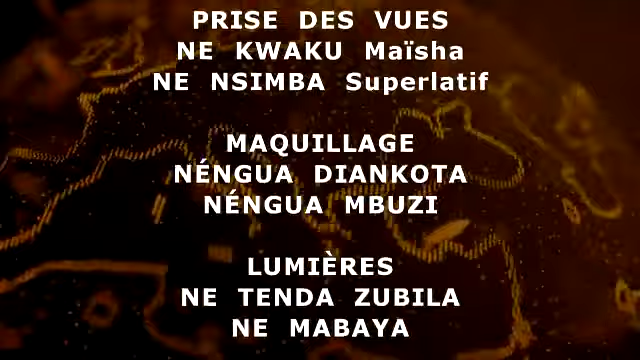 PRISE DES VUES
NE KWAKU Maïsha
NE NSIMBA Superlatif
MAQUILLAGE
NÉNGUA DIANKOTA
NÉNGUA MBUZI
LUMIÈRES
NE TENDA ZUBILA
NE MABAYA